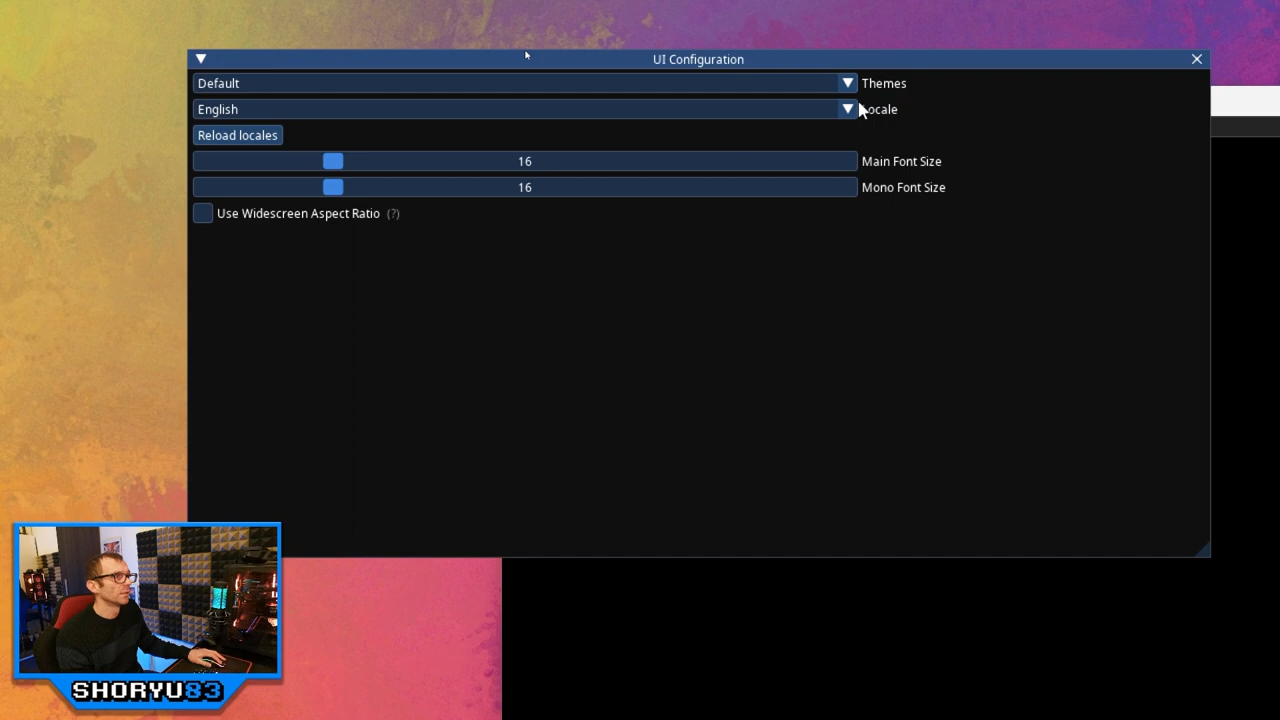 UI Configuration
Default Themes
English ocale
Reload locales
16 Main Font Size
16 Mono Font Size
Use Widescreen Aspect Ratio (?)
SHORYU83